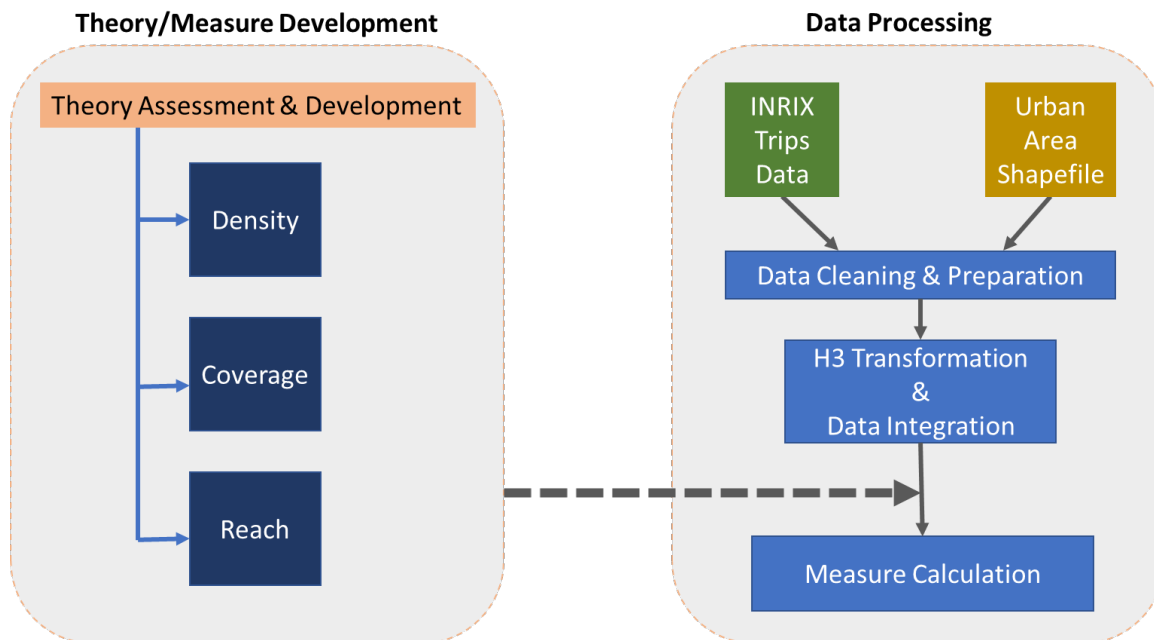 Theory/Measure Development
Theory Assessment & Development
Density
Coverage
Reach
Data Processing
INRIX
Trips
Data
Urban
Area
Shapefile
Data Cleaning & Preparation
H3 Transformation
&
Data Integration
Measure Calculation